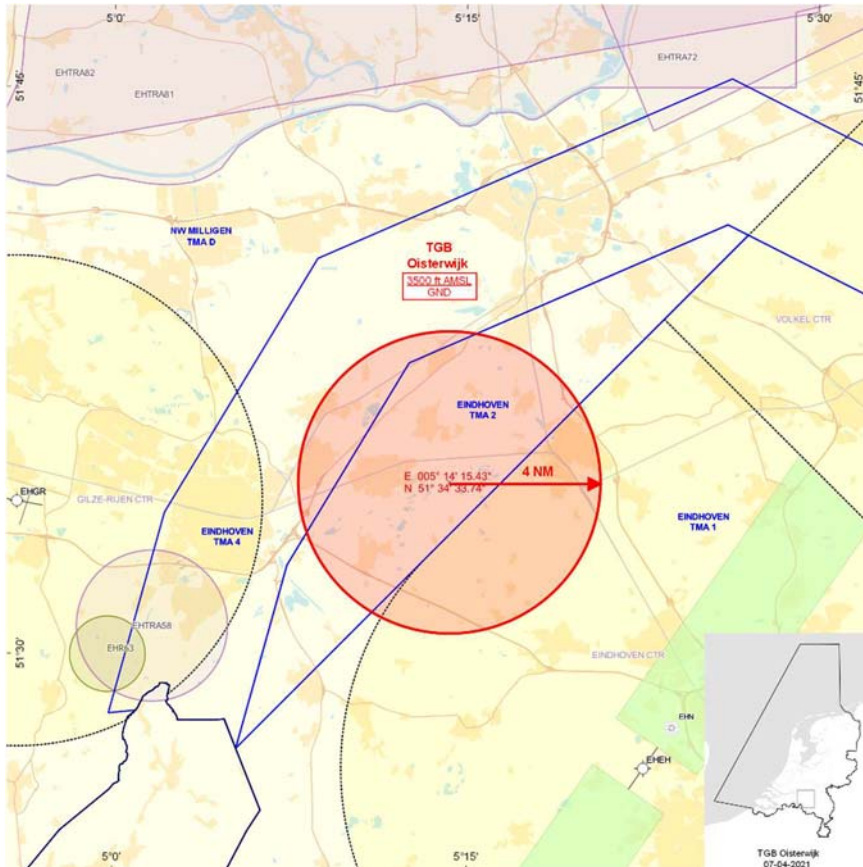 5°0'
5°15'
5°30'
51°45'
51°45'
EHTRA62
EHTRA81
EHTRA72
NW MILLIGEN
TMA D
TGB
Oisterwijk
3500 ft AMSL
GND
VOLKEL CTR
EINDHOVEN
TMA 2
E 005° 14' 15.43"
N 51° 34' 33.74"
4 NM
EHGR
GILZE-RIJEN CTR
EINDHOVEN
TMA 4
EINDHOVEN
TMA 1
EHTRA58
EHR63
51°30'
EINDHOVEN CTR
EHN
EHEH
5°0'
5°15'
TGB Oisterwijk
07-04-2021